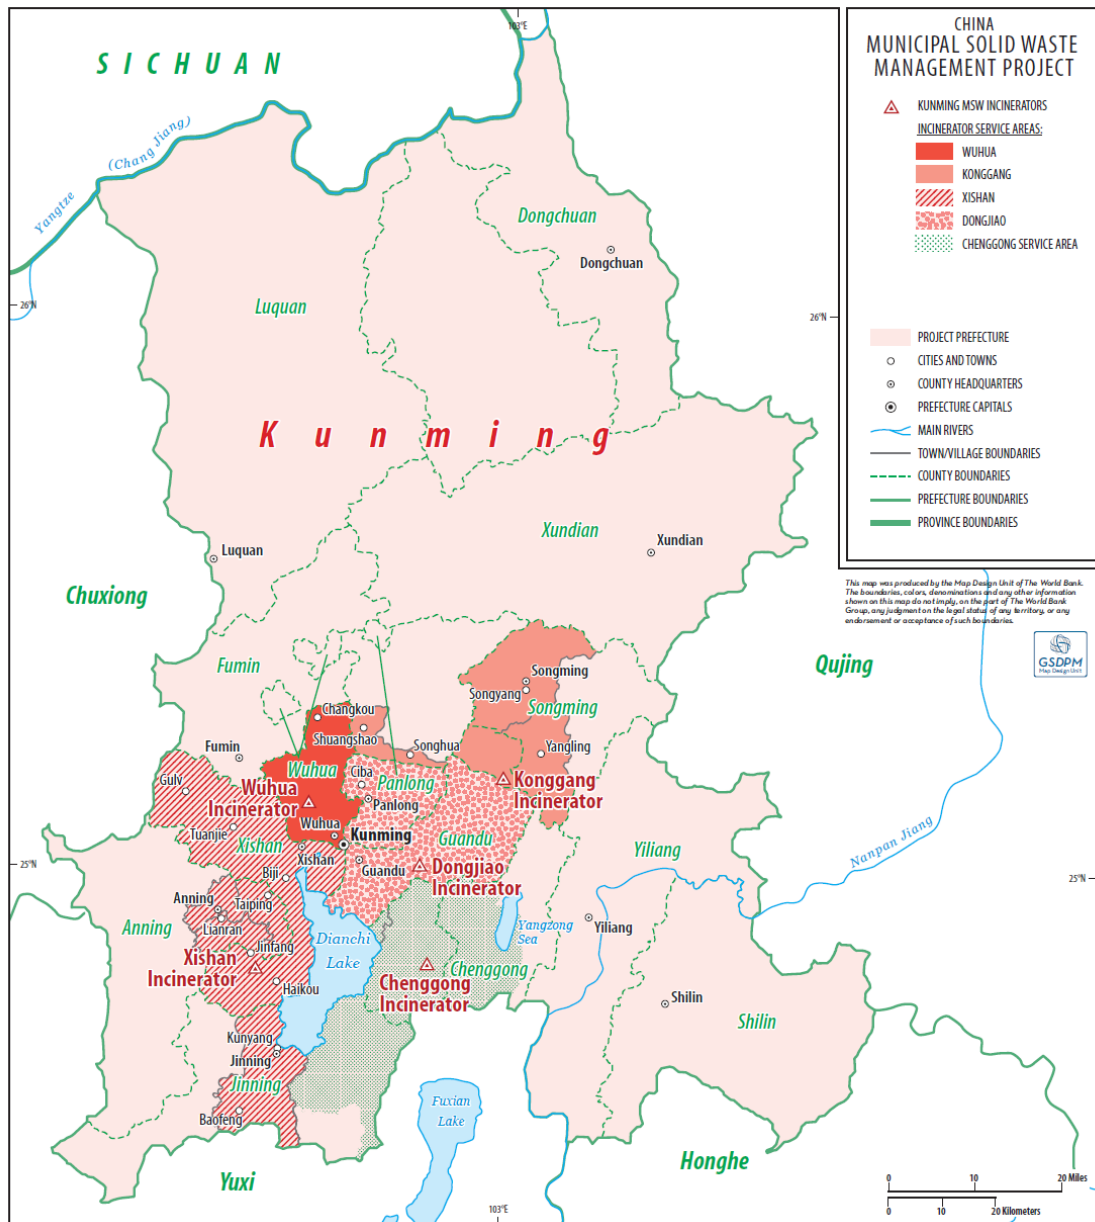 103°E
SICHUAN
CHINA
MUNICIPAL SOLID WASTE
MANAGEMENT PROJECT
KUNMING MSW INCINERATORS
INCINERATOR SERVICE AREAS:
WUHUA
KONGGANG
XISHAN
DONGJIAO
CHENGGONG SERVICE AREA
PROJECT PREFECTURE
CITIES AND TOWNS
COUNTY HEADQUARTERS
PREFECTURE CAPITALS
MAIN RIVERS
TOWN/VILLAGE BOUNDARIES
COUNTY BOUNDARIES
PREFECTURE BOUNDARIES
PROVINCE BOUNDARIES
This map was produced by the Map Design Unit of The World Bank.
The boundaries, colors, denominations and any other information
shown on this map do not imply, on the part of The World Bank
Group, any judgment on the legal status of any territory, or any
endorsement or acceptance of such boundaries.
GSDPM
Map Design Unit
(Chang Jiang)
Yangtze
Dongchuan
Dongchuan
26°N
Luquan
26°N
Kunming
Xundian
Luquan
Xundian
Chuxiong
Fumin
Qujing
Songming
Songyang
Songming
Changkou
Shuangshao
Songhua
Yangling
Fumin
Wuhua
Ciba
Panlong
Gulv
Wuhua
Incinerator
Konggang
Incinerator
Panlong
Wuhua
Tuanjie
Kunming
Guandu
Xishan
Xishan
Guandu
Dongjiao
Incinerator
Yiliang
Nanpan Jiang
25°N
25°N
Biji
Anning
Taiping
Lianran
Anning
Jinfang
Dianchi
Lake
Yangzong
Sea
Yiliang
Xishan
Incinerator
Chenggong
Chenggong
Incinerator
Haikou
Shilin
Shilin
Kunyang
Jinning
Jinning
Baofeng
Fuxian
Lake
Yuxi
Honghe
0 10 20 Miles
0 10 20 Kilometers
103°E